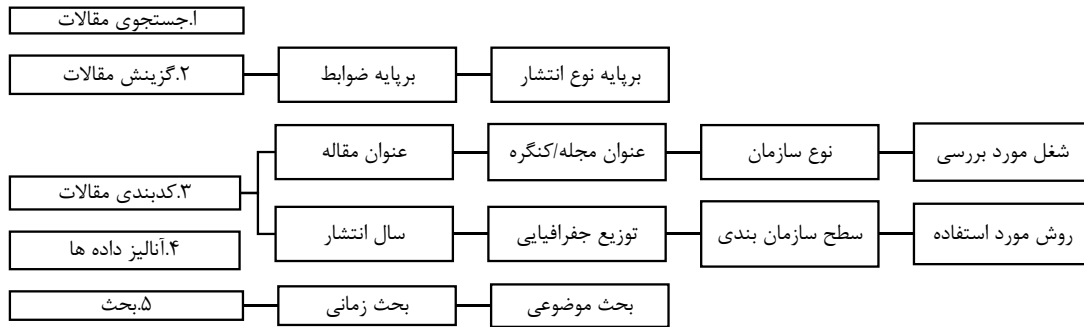 ۱.جستجوی مقالات
۲.گزینش مقالات
برپایه ضوابط
برپایه نوع انتشار
۳.کدبندی مقالات
عنوان مقاله
عنوان مجله/کنگره
نوع سازمان
شغل مورد بررسی
سال انتشار
توزیع جفرافیایی
سطح سازمان بندی
روش مورد استفاده
۴.آنالیز داده ها
۵.بحث
بحث زمانی
بحث موضوعی